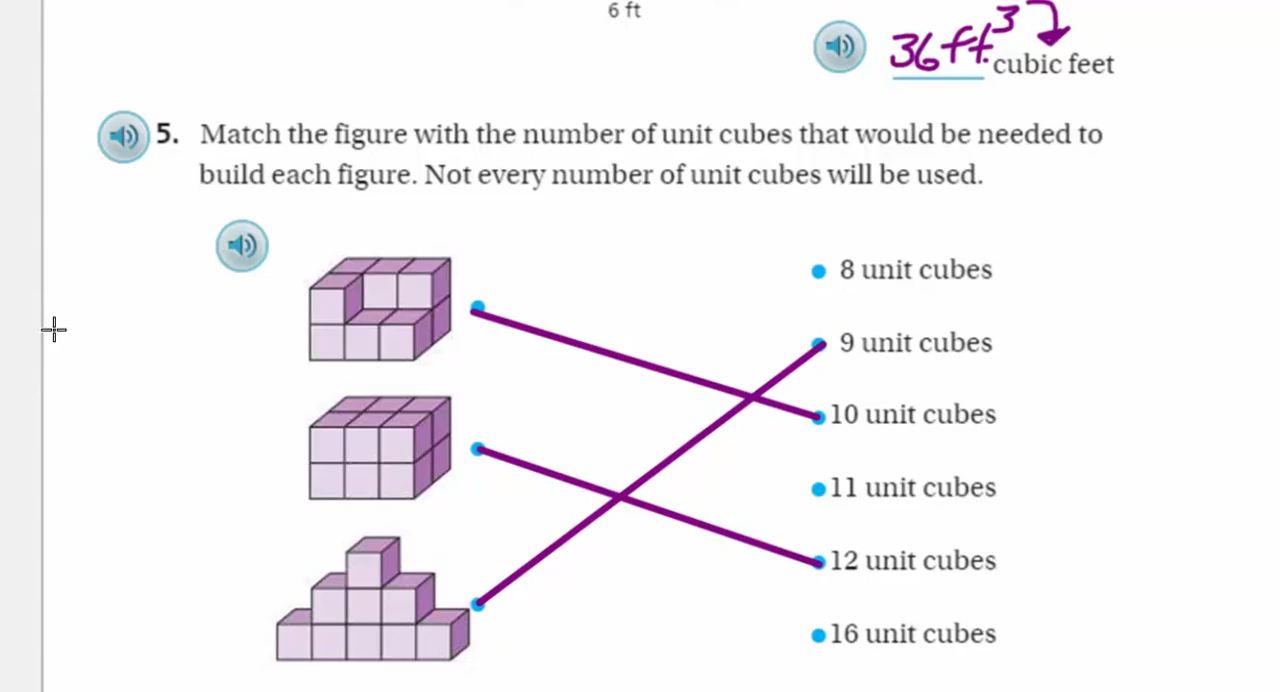 6 ft
36 ft.³
cubic feet
5. Match the figure with the number of unit cubes that would be needed to
build each figure. Not every number of unit cubes will be used.
8 unit cubes
9 unit cubes
10 unit cubes
11 unit cubes
12 unit cubes
16 unit cubes